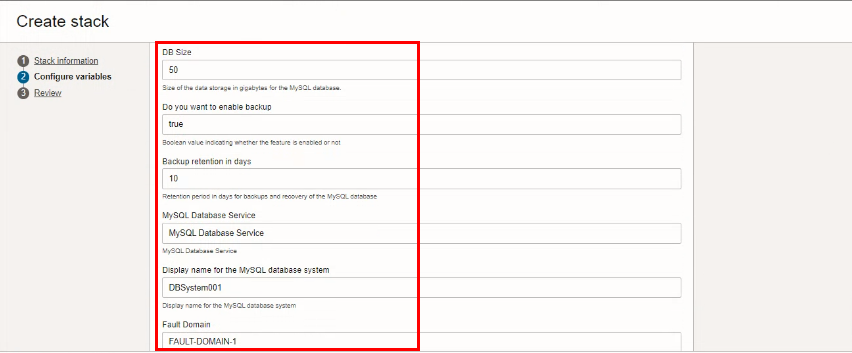 Create stack
1 Stack information
2 Configure variables
3 Review
DB Size
50
Size of the data storage in gigabytes for the MySQL database.
Do you want to enable backup
true
Boolean value indicating whether the feature is enabled or not
Backup retention in days
10
Retention period in days for backups and recovery of the MySQL database.
MySQL Database Service
MySQL Database Service
MySQL Database Service
Display name for the MySQL database system
DBSystem001
Display name for the MySQL database system
Fault Domain
FAULT-DOMAIN-1